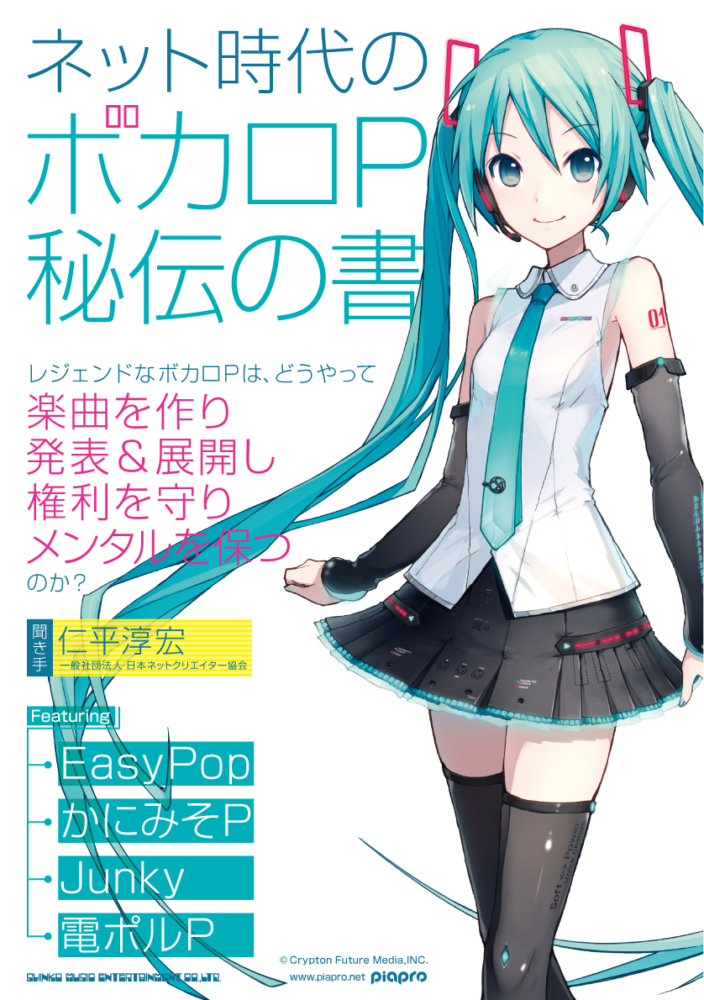 ネット時代の
ボカロP
秘伝の書
レジェンドなボカロPは、どうやって
楽曲を作り
発表&展開し
権利を守り
メンタルを保つ
のか?
聞き手
仁平淳宏
一般社団法人 日本ネットクリエイター協会
Featuring
EasyPop
かにみそP
Junky
電ポルP
SHINKO MUSIC ENTERTAINMENT CO.,LTD.
© Crypton Future Media,INC.
www.piapro.net piapro
01